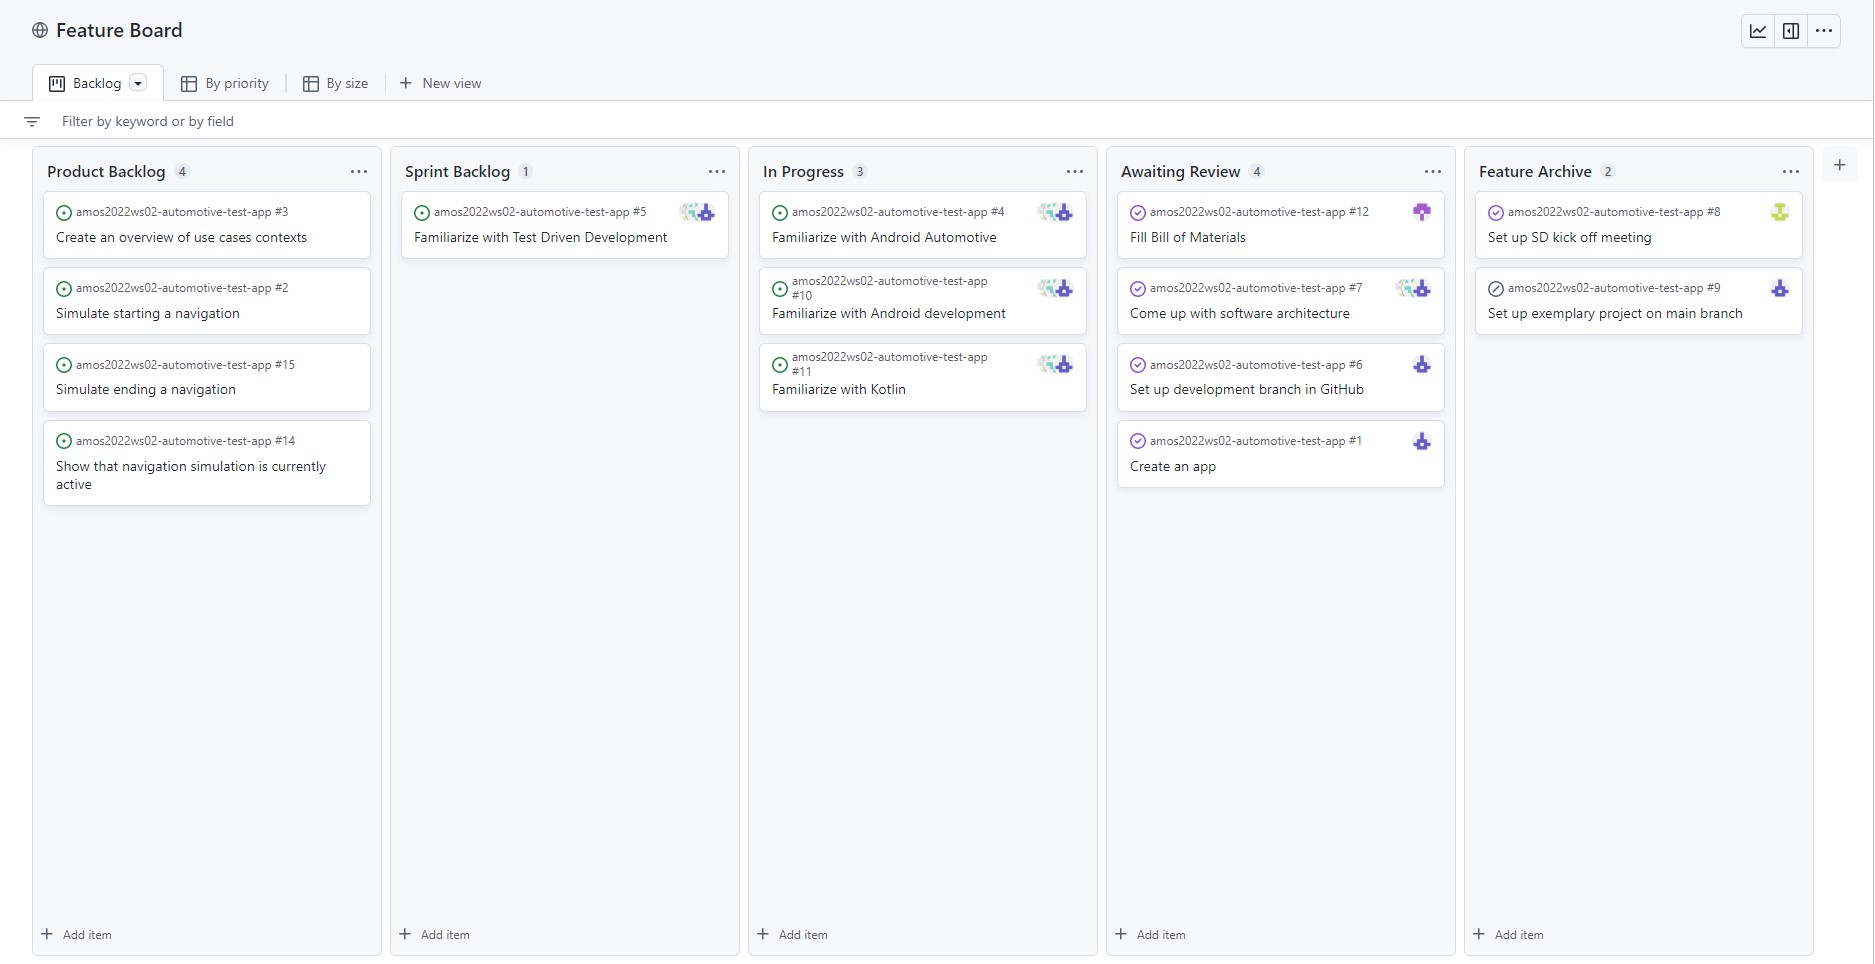 Feature Board
Backlog
By priority
By size
New view
Filter by keyword or by field
Product Backlog 4
amos2022ws02-automotive-test-app #3
Create an overview of use cases contexts
amos2022ws02-automotive-test-app #2
Simulate starting a navigation
amos2022ws02-automotive-test-app #15
Simulate ending a navigation
amos2022ws02-automotive-test-app #14
Show that navigation simulation is currently
active
Add item
Sprint Backlog 1
amos2022ws02-automotive-test-app #5
Familiarize with Test Driven Development
Add item
In Progress 3
amos2022ws02-automotive-test-app #4
Familiarize with Android Automotive
amos2022ws02-automotive-test-app
#10
Familiarize with Android development
amos2022ws02-automotive-test-app
#11
Familiarize with Kotlin
Add item
Awaiting Review 4
amos2022ws02-automotive-test-app #12
Fill Bill of Materials
amos2022ws02-automotive-test-app #7
Come up with software architecture
amos2022ws02-automotive-test-app #6
Set up development branch in GitHub
amos2022ws02-automotive-test-app #1
Create an app
Add item
Feature Archive 2
amos2022ws02-automotive-test-app #8
Set up SD kick off meeting
amos2022ws02-automotive-test-app #9
Set up exemplary project on main branch
Add item